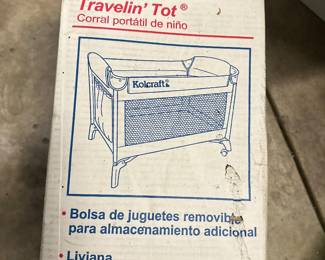 Travelin' Tot®
Corral portátil de niño
Kolcraft®
• Bolsa de juguetes removible
para almacenamiento adicional
• Liviana